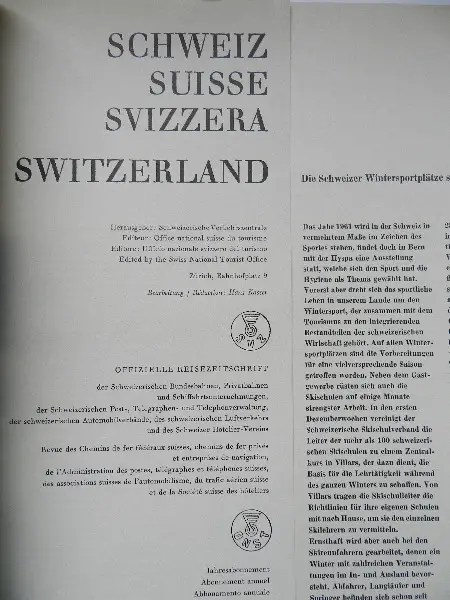 SCHWEIZ
SUISSE
SVIZZERA
SWITZERLAND
Herausgeber: Schweizerische Verkehrszentrale
Editeur: Office national suisse du tourisme
Editore: Ufficio nazionale svizzero del turismo
Edited by the Swiss National Tourist Office
Zürich, Bahnhofplatz 9
Bearbeitung / Rédaction: Hans Kasser
OFFIZIELLE REISEZEITSCHRIFT
der Schweizerischen Bundesbahnen, Privatbahnen
und Schiffahrtsunternehmungen,
der Schweizerischen Post-, Telegraphen- und Telephonverwaltung,
der schweizerischen Automobilverbände, des schweizerischen Luftverkehrs
und des Schweizer Hotelier-Vereins
Revue des Chemins de fer fédéraux suisses, chemins de fer privés
et entreprises de navigation,
de l'Administration des postes, télégraphes et téléphones suisses,
des associations suisses de l'automobilisme, du trafic aérien suisse
et de la Société suisse des hôteliers
Jahresabonnement
Abonnement annuel
Abbonamento annuale
Die Schweizer Wintersportplätze s
Das Jahr 1961 wird in der Schweiz in
vermehrtem Maße im Zeichen des
Sportes stehen, findet doch in Bern
mit der Hyspa eine Ausstellung
statt, welche sich den Sport und die
Hygiene als Thema gewählt hat.
Vorerst aber dreht sich das sportliche
Leben in unserem Lande um den
Wintersport, der zusammen mit dem
Tourismus zu den integrierenden
Bestandteilen der schweizerischen
Wirtschaft gehört. Auf allen Winter-
sportplätzen sind die Vorbereitungen
für eine vielversprechende Saison
getroffen worden. Neben dem Gast-
gewerbe rüsten sich auch die
Skischulen auf einige Monate
strengster Arbeit. In den ersten
Dezemberwochen vereinigt der
Schweizerische Skischulverband die
Leiter der mehr als 100 schweizeri-
schen Skischulen zu einem Zentral-
kurs in Villars, der dazu dient, die
Basis für die Lehrtätigkeit während
des ganzen Winters zu schaffen. Von
Villars tragen die Skischulleiter die
Richtlinien für ihre eigenen Schulen
mit nach Hause, um sie den einzelnen
Skilehrern zu vermitteln.
Ernsthaft wird aber auch bei den
Skirennfahrern gearbeitet, denen ein
Winter mit zahlreichen Veranstal-
tungen im In- und Ausland bevor-
steht. Abfahrer, Langläufer und
Springer befinden sich schon seit